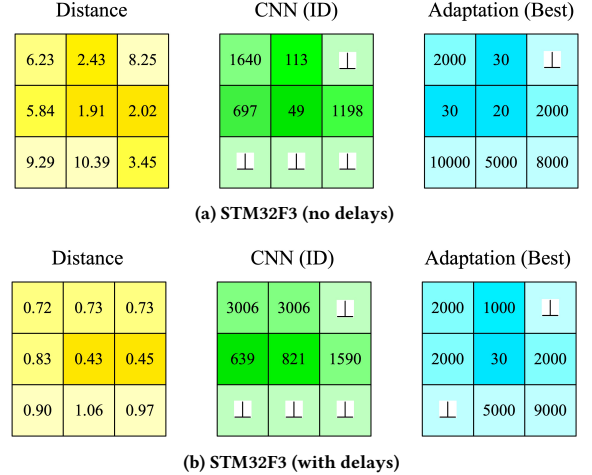 Distance CNN (ID) Adaptation (Best)
6.23 2.43 8.25 1640 113 ⊥ 2000 30 ⊥
5.84 1.91 2.02 697 49 1198 30 20 2000
9.29 10.39 3.45 ⊥ ⊥ ⊥ 10000 5000 8000
(a) STM32F3 (no delays)
Distance CNN (ID) Adaptation (Best)
0.72 0.73 0.73 3006 3006 ⊥ 2000 1000 ⊥
0.83 0.43 0.45 639 821 1590 2000 30 2000
0.90 1.06 0.97 ⊥ ⊥ ⊥ ⊥ 5000 9000
(b) STM32F3 (with delays)